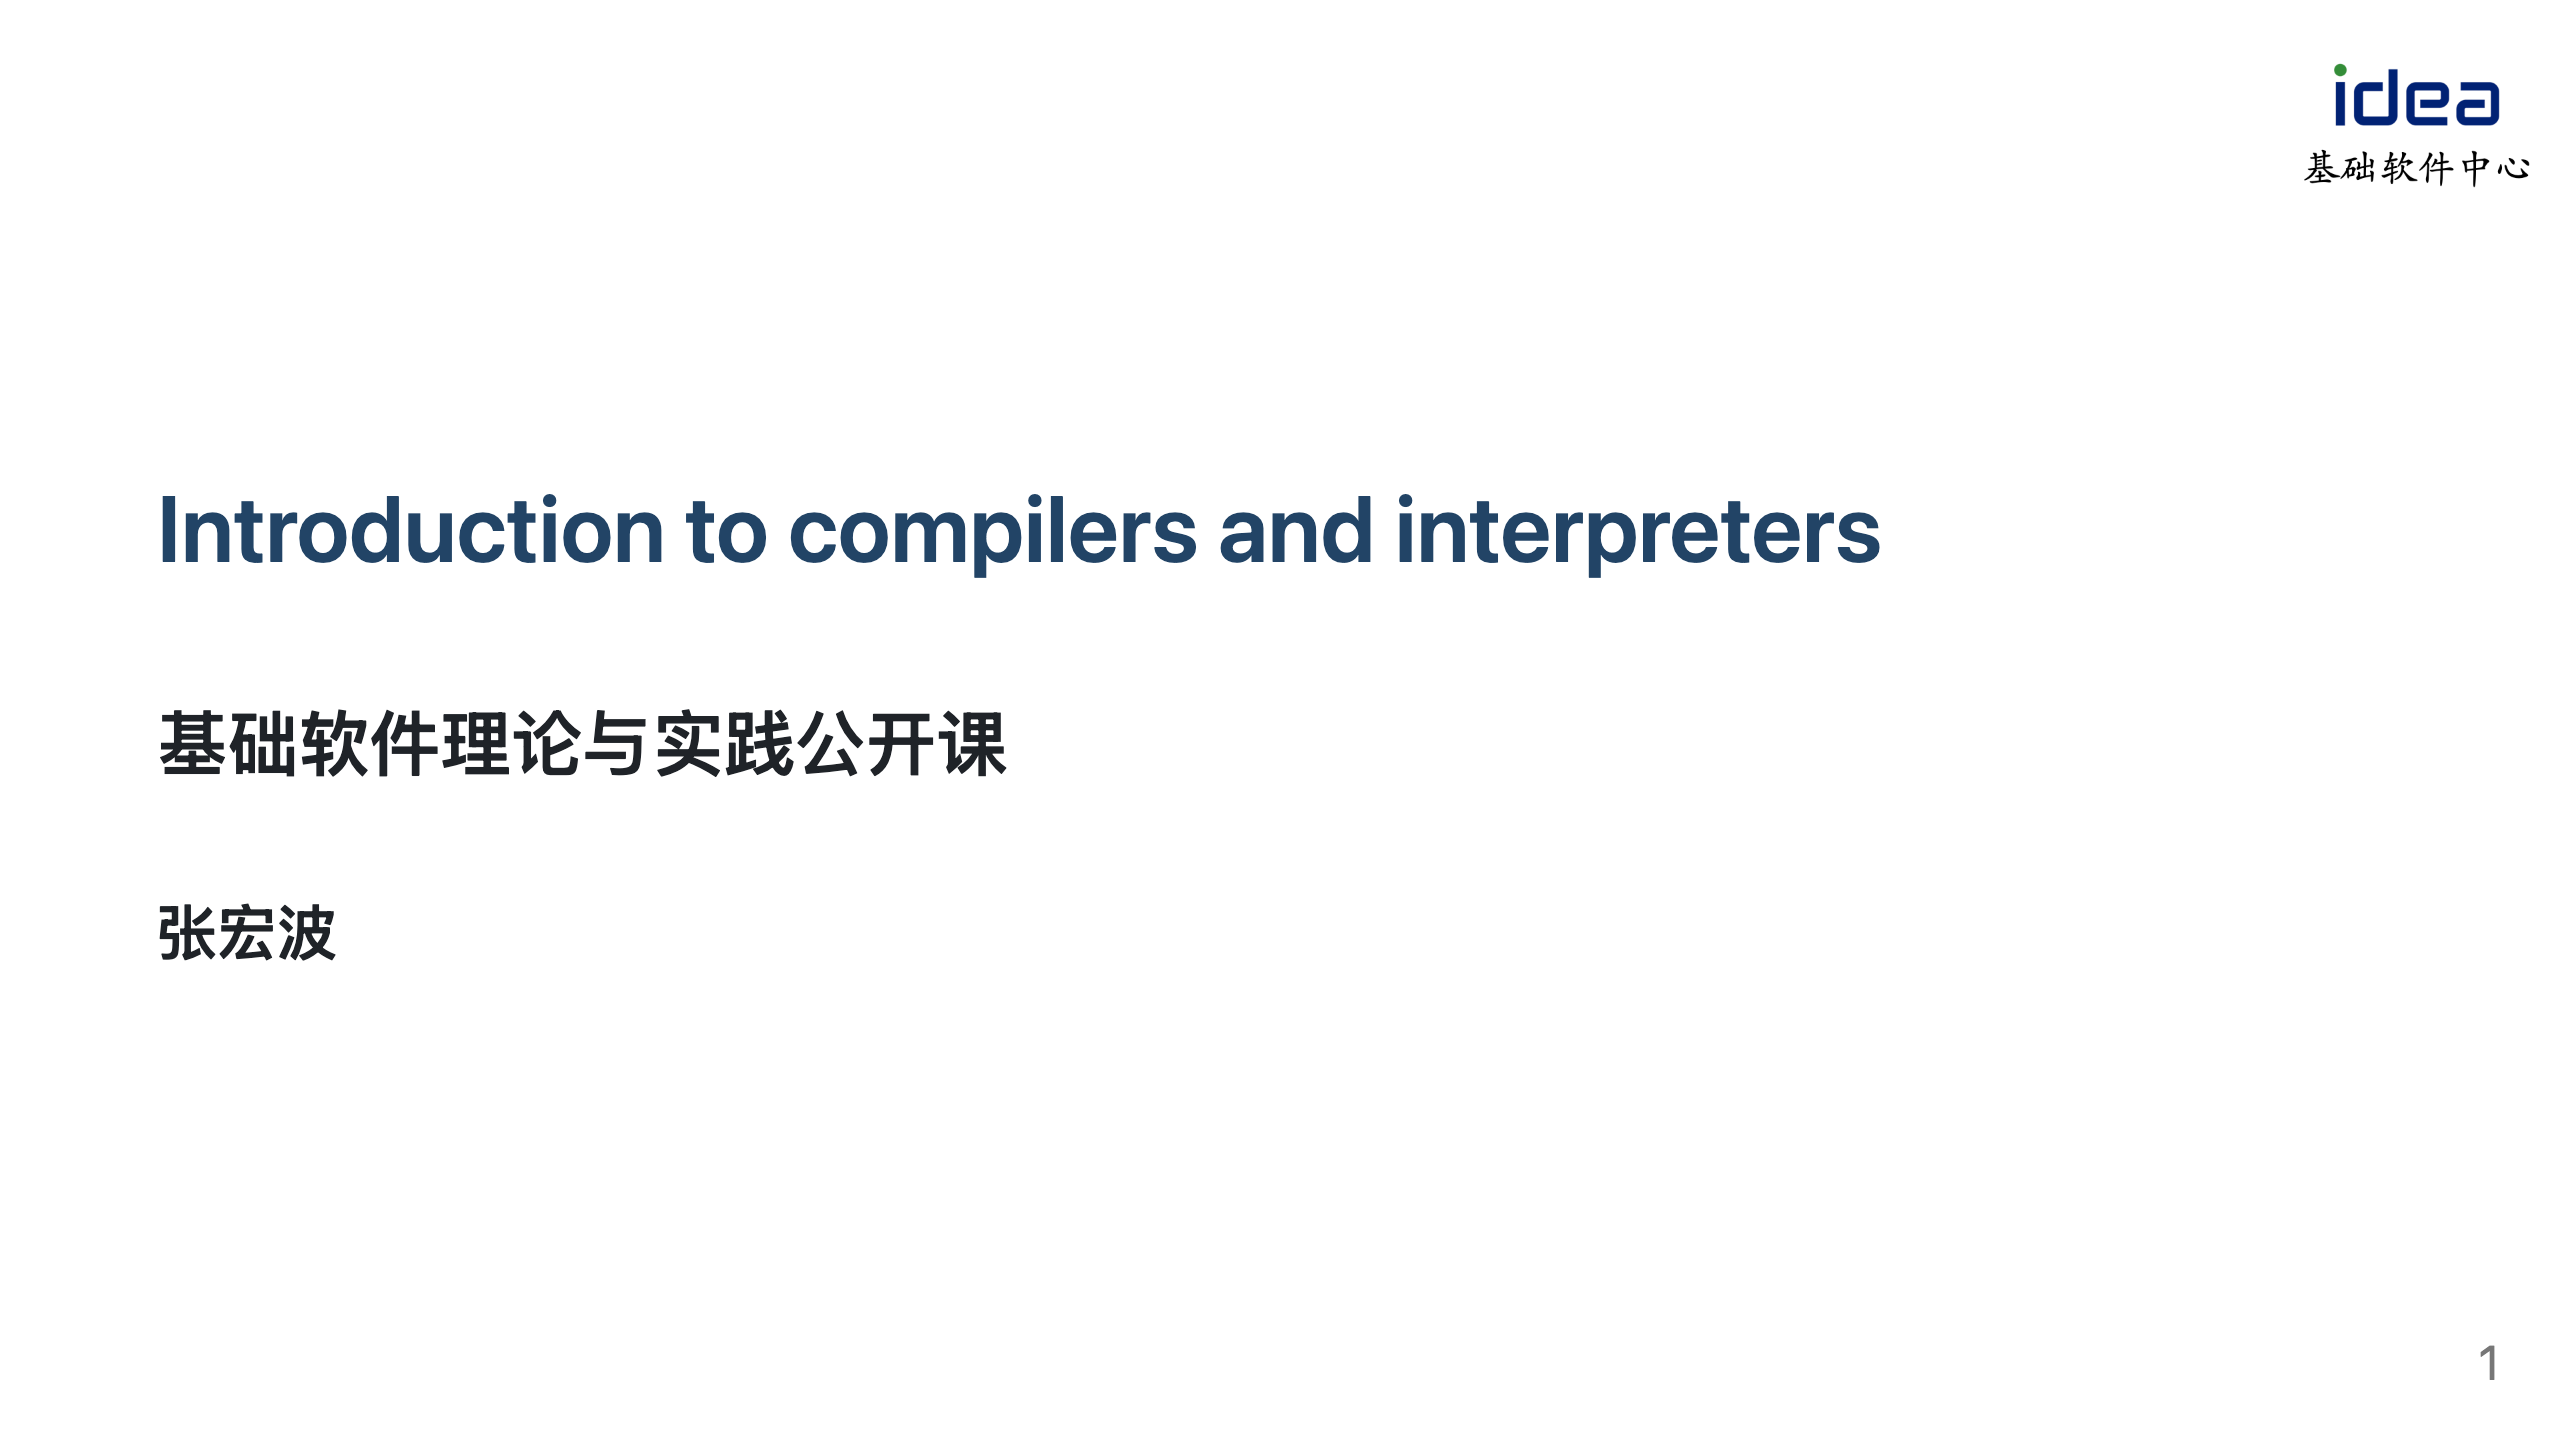 idea
基础软件中心
Introduction to compilers and interpreters
基础软件理论与实践公开课
张宏波
1